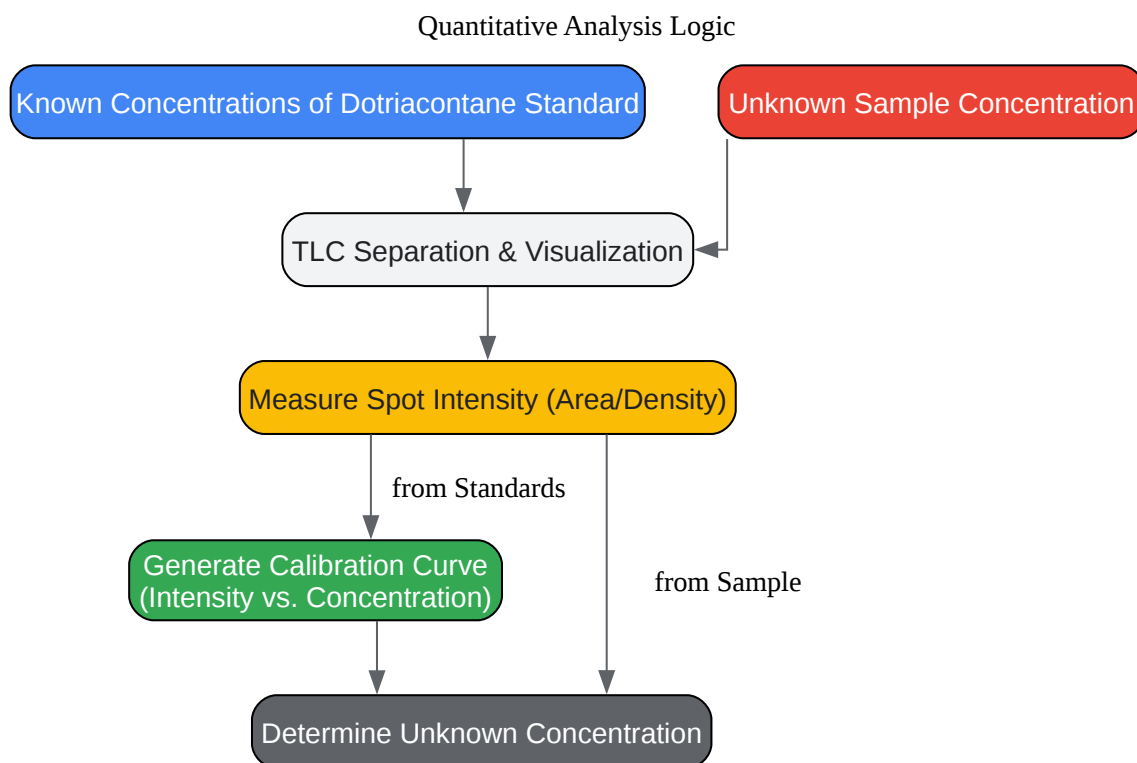 Quantitative Analysis Logic
Known Concentrations of Dotriacontane Standard
Unknown Sample Concentration
TLC Separation & Visualization
Measure Spot Intensity (Area/Density)
from Standards
Generate Calibration Curve
(Intensity vs. Concentration)
from Sample
Determine Unknown Concentration